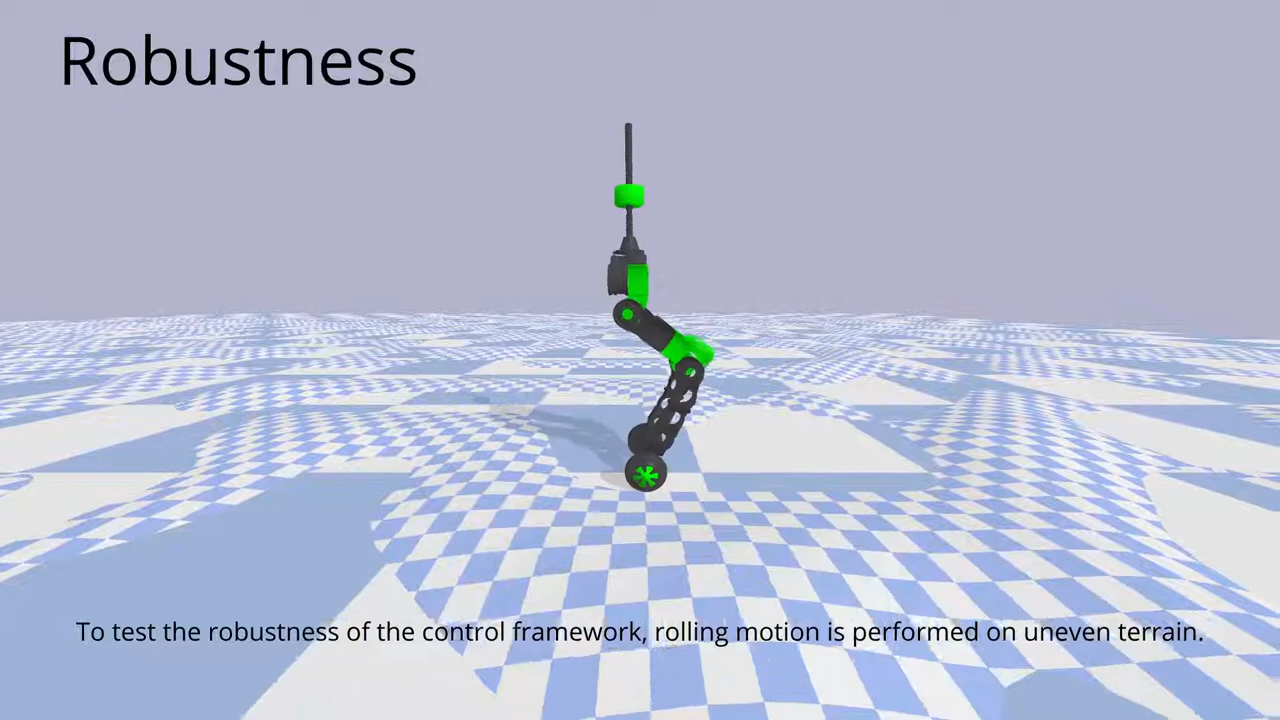 Robustness
To test the robustness of the control framework, rolling motion is performed on uneven terrain.